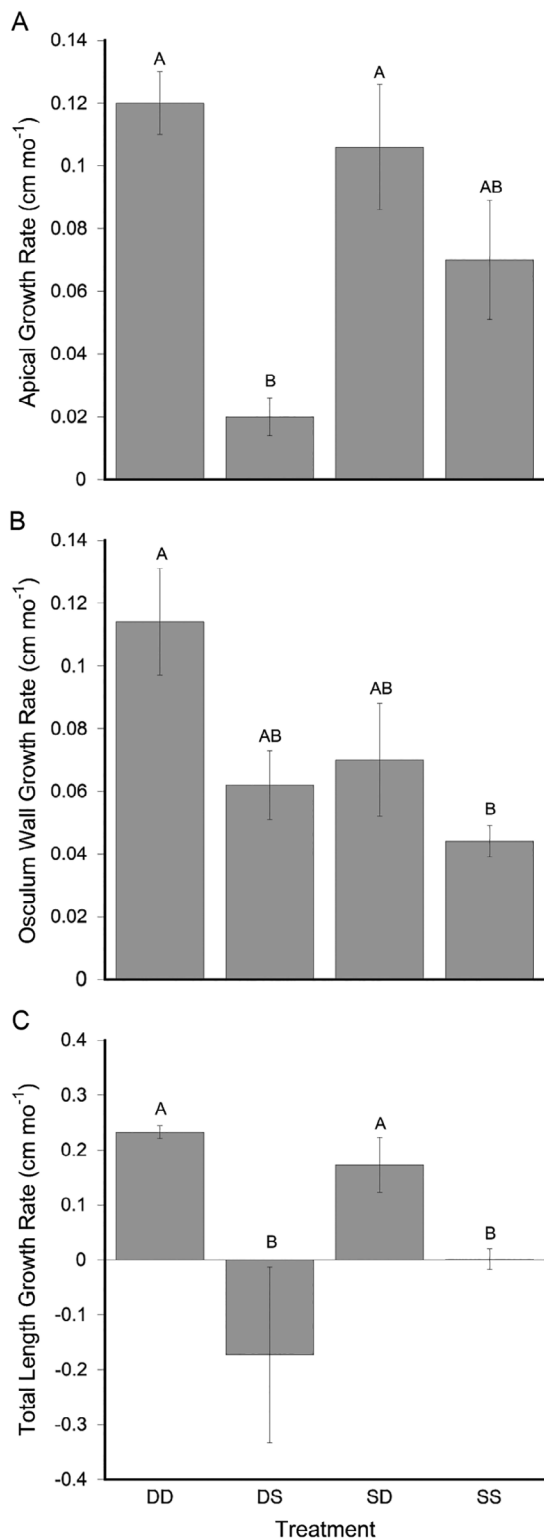 A
0.14
0.12
0.1
0.08
0.06
0.04
0.02
0
Apical Growth Rate (cm mo⁻¹)
A
B
A
AB
B
0.14
0.12
0.1
0.08
0.06
0.04
0.02
0
Osculum Wall Growth Rate (cm mo⁻¹)
A
AB
AB
B
C
0.4
0.3
0.2
0.1
0
-0.1
-0.2
-0.3
-0.4
Total Length Growth Rate (cm mo⁻¹)
A
B
A
B
DD DS SD SS
Treatment